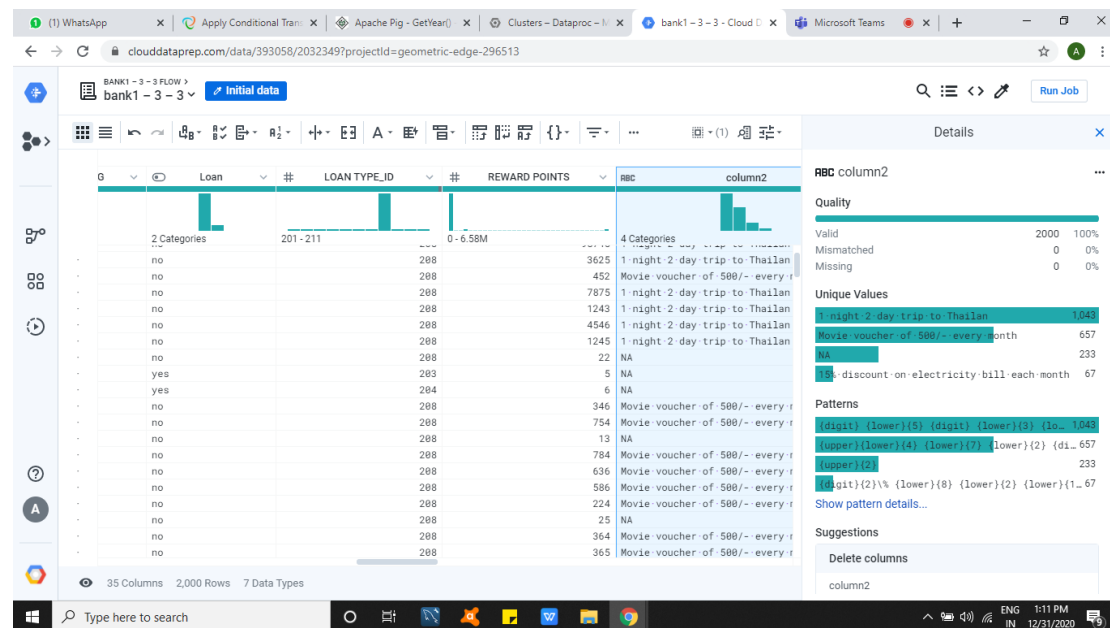 (1) WhatsApp
Apply Conditional Tran
Apache Pig - GetYear()
Clusters – Dataproc – M
bank1 – 3 – 3 - Cloud D
Microsoft Teams
clouddataprep.com/data/393058/2032349?projectId=geometric-edge-296513
A
BANK1 – 3 – 3 FLOW >
bank1 – 3 – 3
Initial data
Run Job
Details
G
Loan
# LOAN TYPE_ID
# REWARD POINTS
ABC column2
2 Categories
201 - 211
0 - 6.58M
4 Categories
no 208 3625 1·night·2·day·trip·to·Thailan
no 208 452 Movie·voucher·of·500/-·every·
no 208 7875 1·night·2·day·trip·to·Thailan
no 208 1243 1·night·2·day·trip·to·Thailan
no 208 4546 1·night·2·day·trip·to·Thailan
no 208 1245 1·night·2·day·trip·to·Thailan
no 208 22 NA
yes 203 5 NA
yes 204 6 NA
no 208 346 Movie·voucher·of·500/-·every·
no 208 754 Movie·voucher·of·500/-·every·
no 208 13 NA
no 208 784 Movie·voucher·of·500/-·every·
no 208 636 Movie·voucher·of·500/-·every·
no 208 586 Movie·voucher·of·500/-·every·
no 208 224 Movie·voucher·of·500/-·every·
no 208 25 NA
no 208 364 Movie·voucher·of·500/-·every·
no 208 365 Movie·voucher·of·500/-·every·
35 Columns 2,000 Rows 7 Data Types
ABC column2
Quality
Valid 2000 100%
Mismatched 0 0%
Missing 0 0%
Unique Values
1·night·2·day·trip·to·Thailan 1,043
Movie·voucher·of·500/-·every·month 657
NA 233
15%·discount·on·electricity·bill·each·month 67
Patterns
{digit} {lower}{5} {digit} {lower}{3} {lo… 1,043
{upper}{lower}{4} {lower}{7} {lower}{2} {di… 657
{upper}{2} 233
{digit}{2}\% {lower}{8} {lower}{2} {lower}{1… 67
Show pattern details...
Suggestions
Delete columns
column2
A
Type here to search
ENG
IN
1:11 PM
12/31/2020